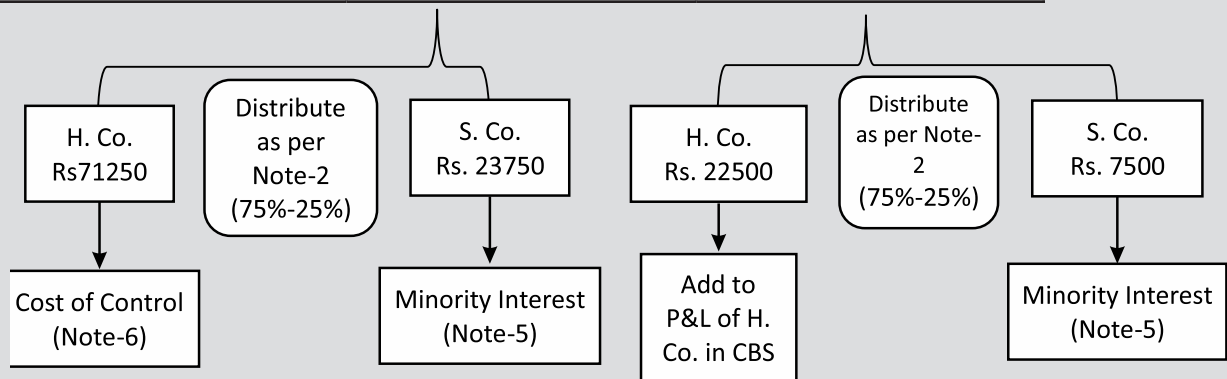 H. Co.
Rs71250
Distribute
as per
Note-2
(75%-25%)
S. Co.
Rs. 23750
H. Co.
Rs. 22500
Distribute
as per Note-
2
(75%-25%)
S. Co.
Rs. 7500
Cost of Control
(Note-6)
Minority Interest
(Note-5)
Add to
P&L of H.
Co. in CBS
Minority Interest
(Note-5)